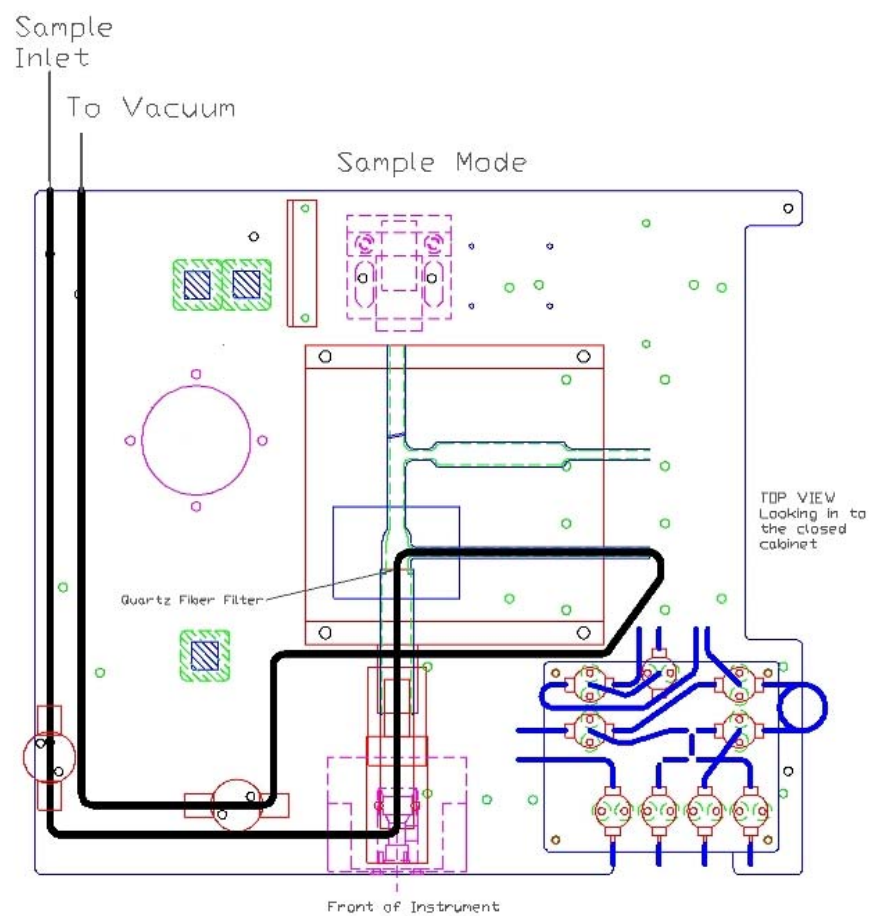 Sample
Inlet
To Vacuum
Sample Mode
TOP VIEW
Looking in to
the closed
cabinet
Quartz Fiber Filter
Front of Instrument